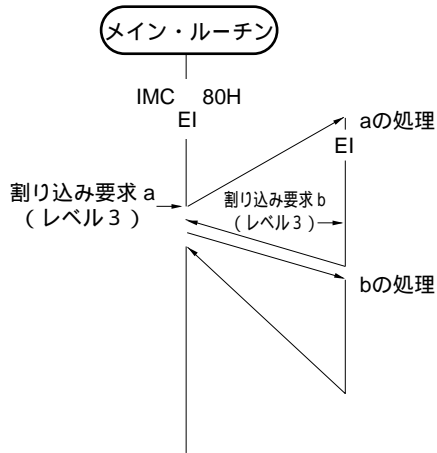 メイン・ルーチン
IMC 80H
EI
aの処理
EI
割り込み要求 a
（レベル３）
割り込み要求 b
（レベル３）
bの処理